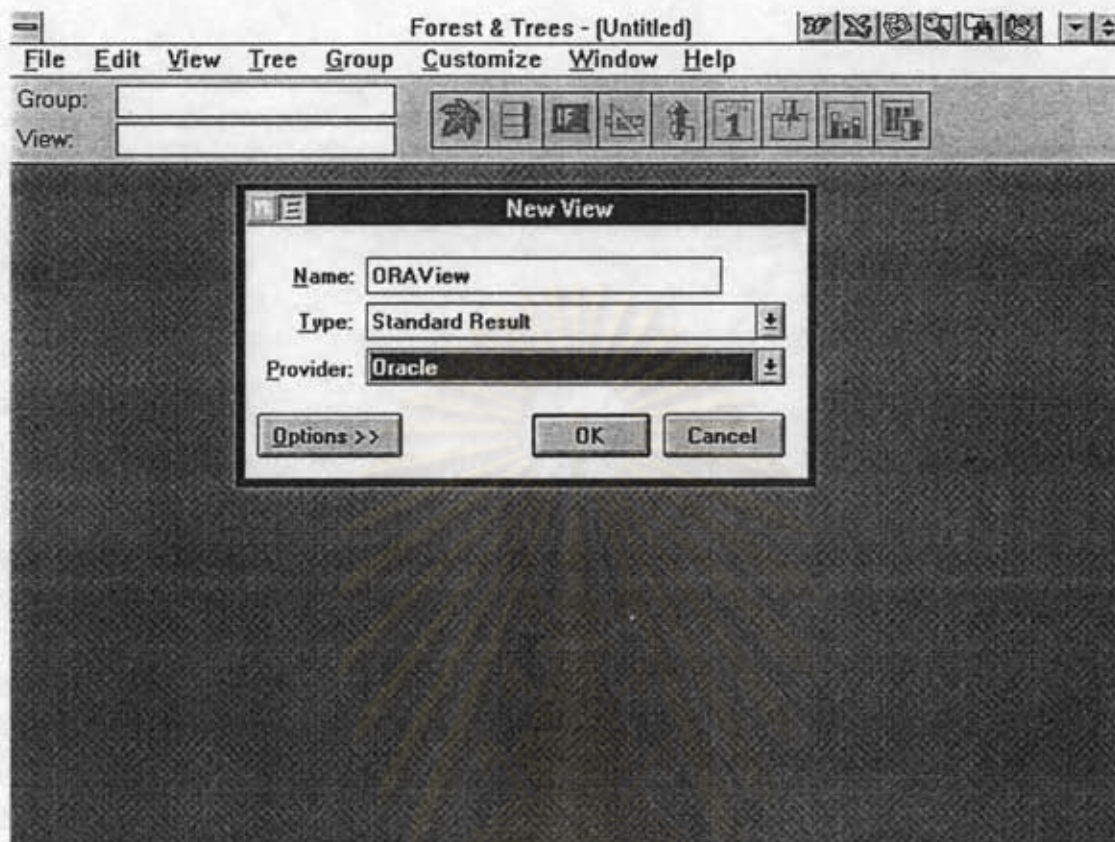 Forest & Trees - (Untitled)
File Edit View Tree Group Customize Window Help
Group:
View:
1
New View
Name: ORAView
Type: Standard Result
Provider: Oracle
Options >> OK Cancel